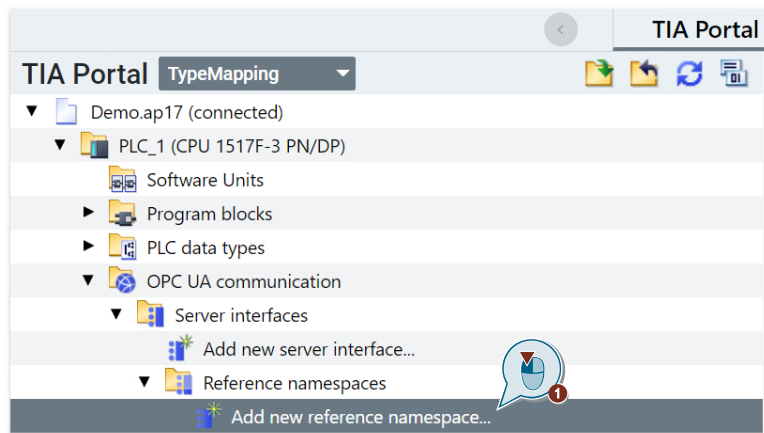 TIA Portal
TIA Portal TypeMapping
Demo.ap17 (connected)
PLC_1 (CPU 1517F-3 PN/DP)
Software Units
Program blocks
PLC data types
OPC UA communication
Server interfaces
Add new server interface...
Reference namespaces
Add new reference namespace...
1